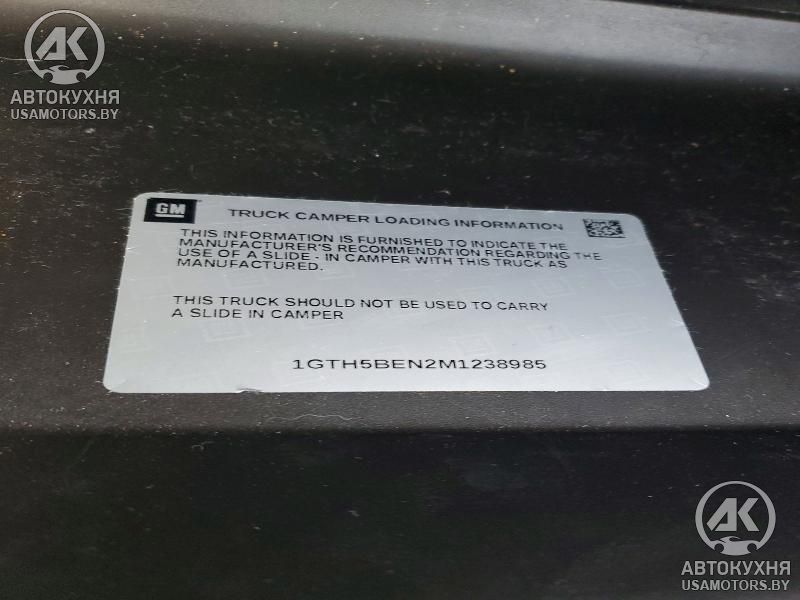 AK
АВТОКУХНЯ
USAMOTORS.BY
GM
TRUCK CAMPER LOADING INFORMATION
THIS INFORMATION IS FURNISHED TO INDICATE THE
MANUFACTURER'S RECOMMENDATION REGARDING THE
USE OF A SLIDE - IN CAMPER WITH THIS TRUCK AS
MANUFACTURED.
THIS TRUCK SHOULD NOT BE USED TO CARRY
A SLIDE IN CAMPER
1GTH5BEN2M1238985
AK
АВТОКУХНЯ
USAMOTORS.BY